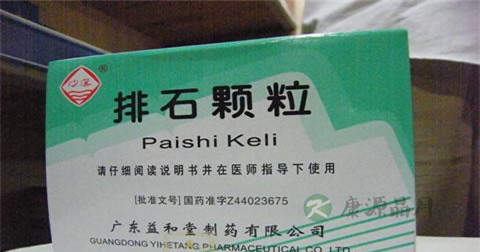 排石颗粒
Paishi Keli
请仔细阅读说明书并在医师指导下使用
[批准文号]国药准字Z44023675
广东益和堂制药有限公司
GUANGDONG YIHETANG PHARMACEUTICAL CO.,LTD
康源晶网